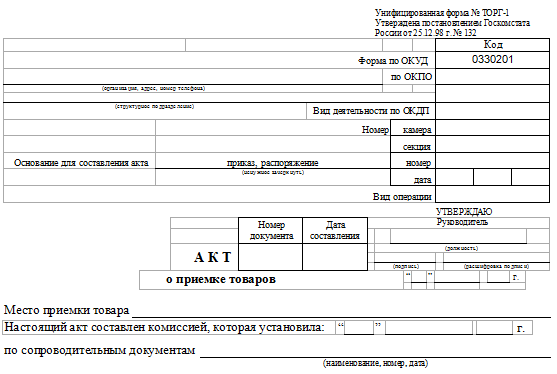 Унифицированная форма № ТОРГ-1
Утверждена постановлением Госкомстата
России от 25.12.98 г. № 132
Код
Форма по ОКУД 0330201
по ОКПО
(организация, адрес, номер телефона)
(структурное подразделение)
Вид деятельности по ОКДП
Номер камера
секция
Основание для составления акта приказ, распоряжение номер
(ненужное зачеркнуть)
дата
Вид операции
УТВЕРЖДАЮ
Руководитель
Номер документа Дата составления
(должность)
А К Т
(подпись) (расшифровка подписи)
о приемке товаров “ ” г.
Место приемки товара
Настоящий акт составлен комиссией, которая установила: “ ” г.
по сопроводительным документам
(наименование, номер, дата)